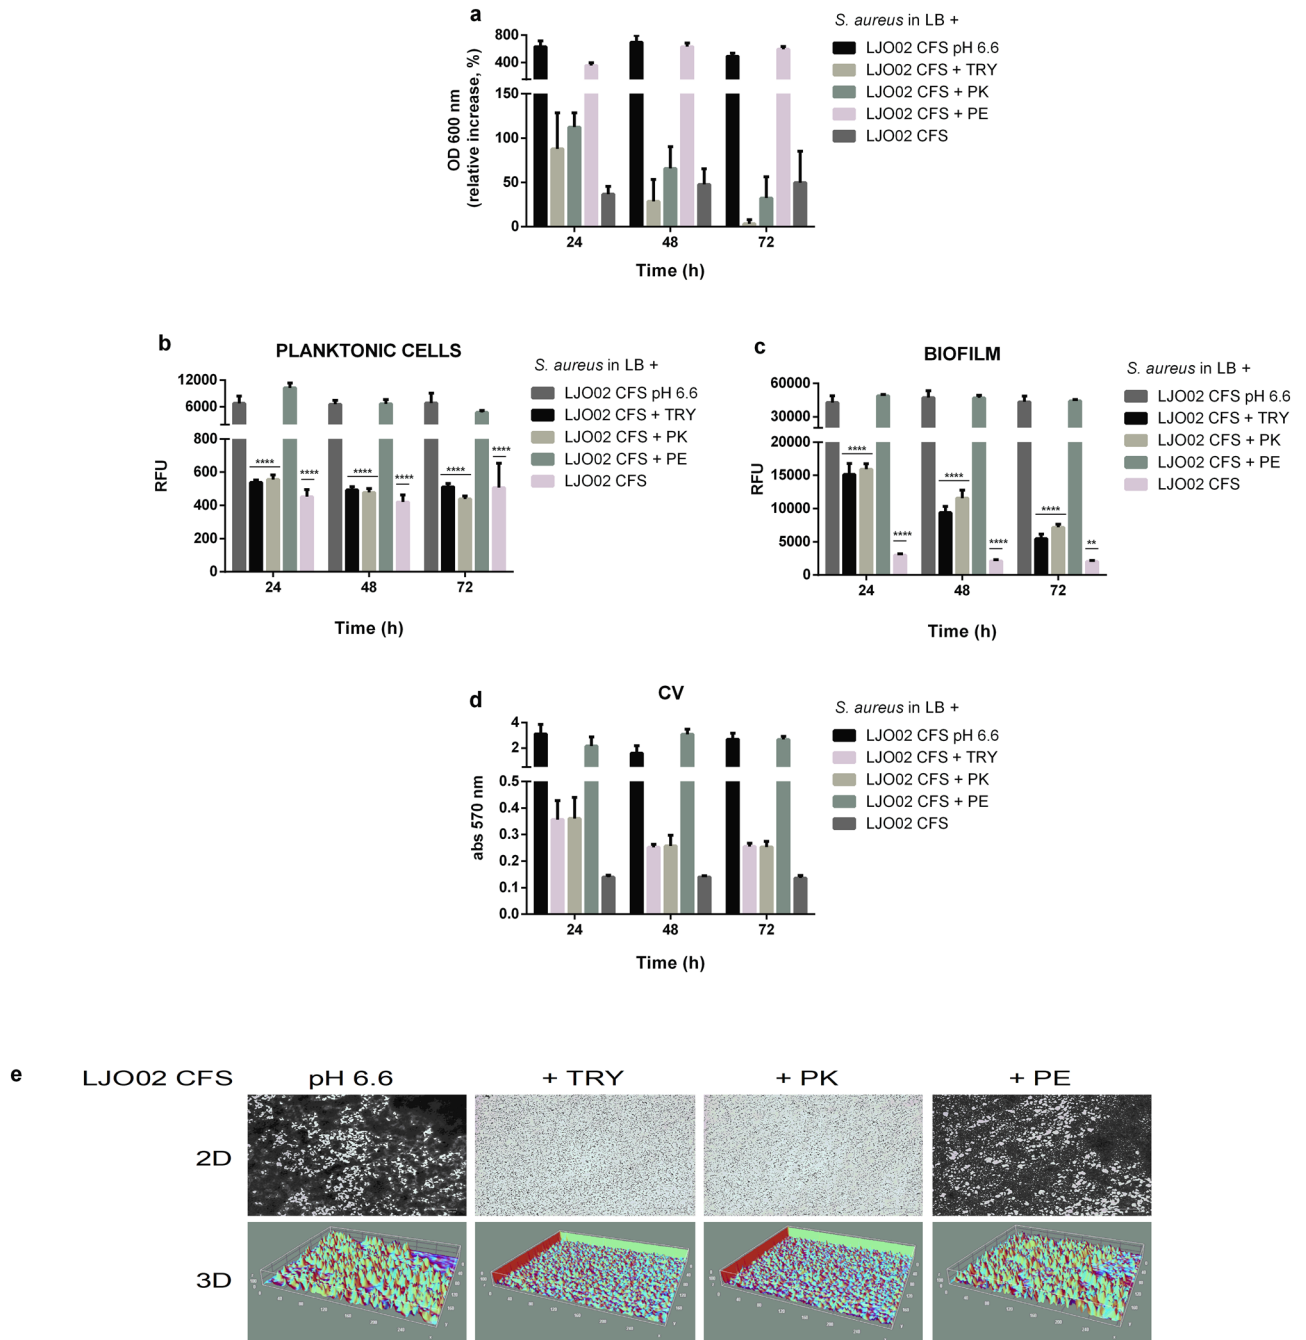 a
S. aureus in LB +
LJO02 CFS pH 6.6
LJO02 CFS + TRY
LJO02 CFS + PK
LJO02 CFS + PE
LJO02 CFS
OD 600 nm
(relative increase, %)
800
400
150
100
50
0
24 48 72
Time (h)
b
PLANKTONIC CELLS
S. aureus in LB +
LJO02 CFS pH 6.6
LJO02 CFS + TRY
LJO02 CFS + PK
LJO02 CFS + PE
LJO02 CFS
RFU
12000
6000
800
600
400
200
0
**** **** **** **** **** ****
24 48 72
Time (h)
c
BIOFILM
S. aureus in LB +
LJO02 CFS pH 6.6
LJO02 CFS + TRY
LJO02 CFS + PK
LJO02 CFS + PE
LJO02 CFS
RFU
60000
30000
20000
15000
10000
5000
0
**** **** **** **** **** **
24 48 72
Time (h)
d
CV
S. aureus in LB +
LJO02 CFS pH 6.6
LJO02 CFS + TRY
LJO02 CFS + PK
LJO02 CFS + PE
LJO02 CFS
abs 570 nm
4
2
0.5
0.4
0.3
0.2
0.1
0.0
24 48 72
Time (h)
e
LJO02 CFS pH 6.6 + TRY + PK + PE
2D
3D